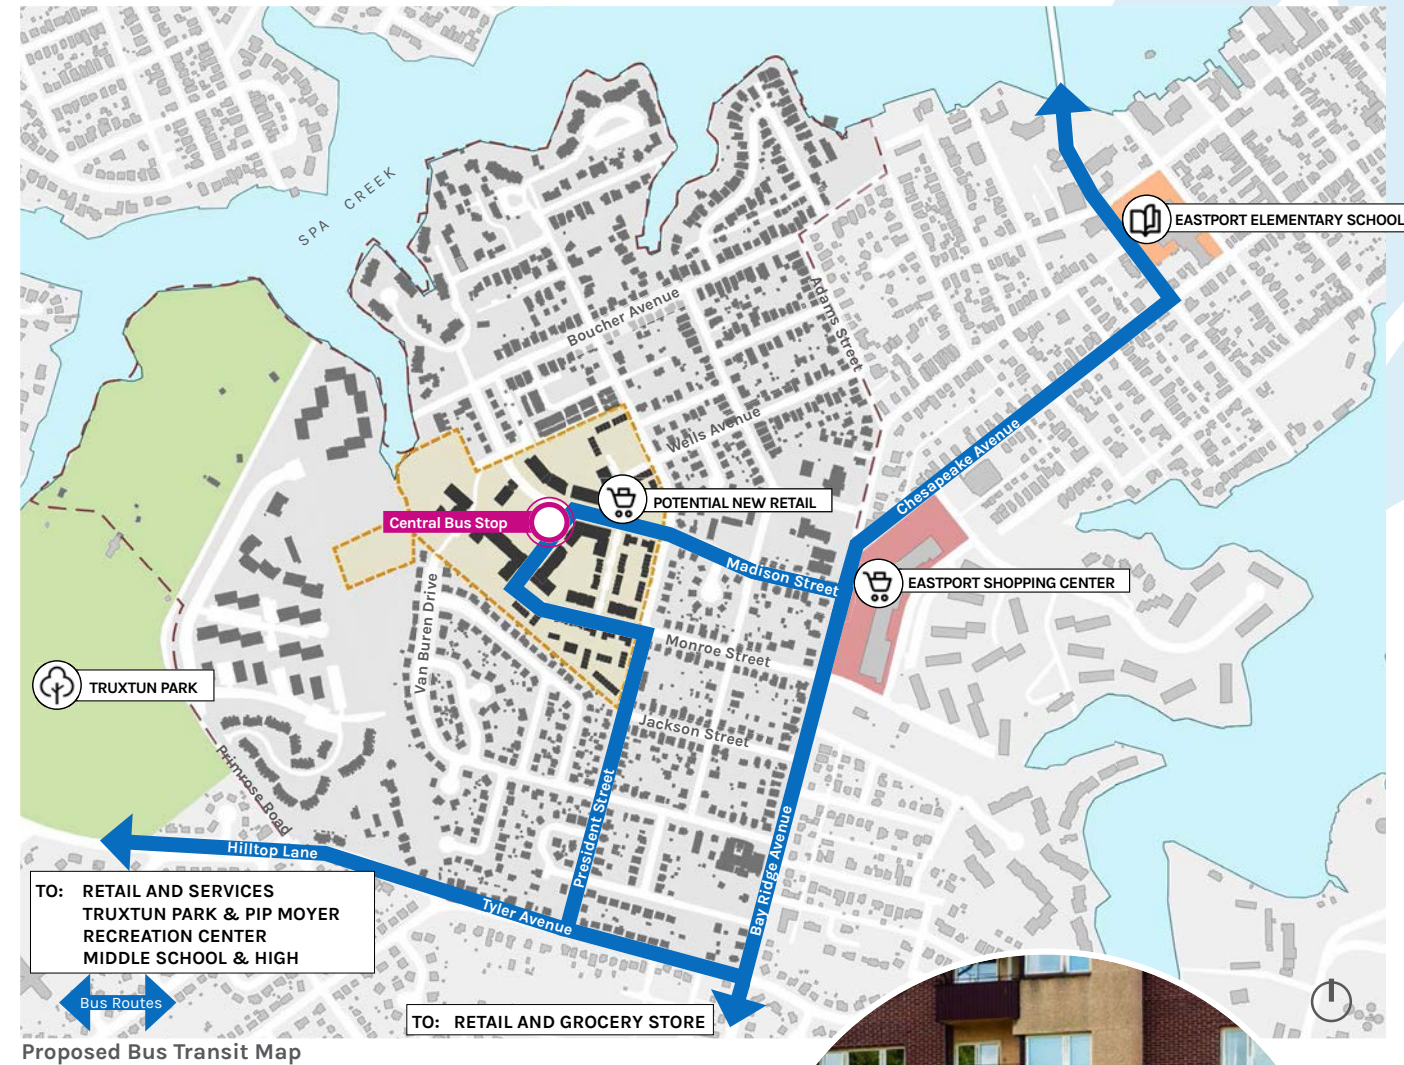 SPA CREEK
EASTPORT ELEMENTARY SCHOOL
Boucher Avenue
Adams Street
Wells Avenue
Chesapeake Avenue
POTENTIAL NEW RETAIL
Central Bus Stop
Madison Street
EASTPORT SHOPPING CENTER
Van Buren Drive
Monroe Street
TRUXTUN PARK
Jackson Street
Primrose Road
President Street
Bay Ridge Avenue
Hilltop Lane
Tyler Avenue
TO: RETAIL AND SERVICES
TRUXTUN PARK & PIP MOYER
RECREATION CENTER
MIDDLE SCHOOL & HIGH
Bus Routes
TO: RETAIL AND GROCERY STORE
Proposed Bus Transit Map